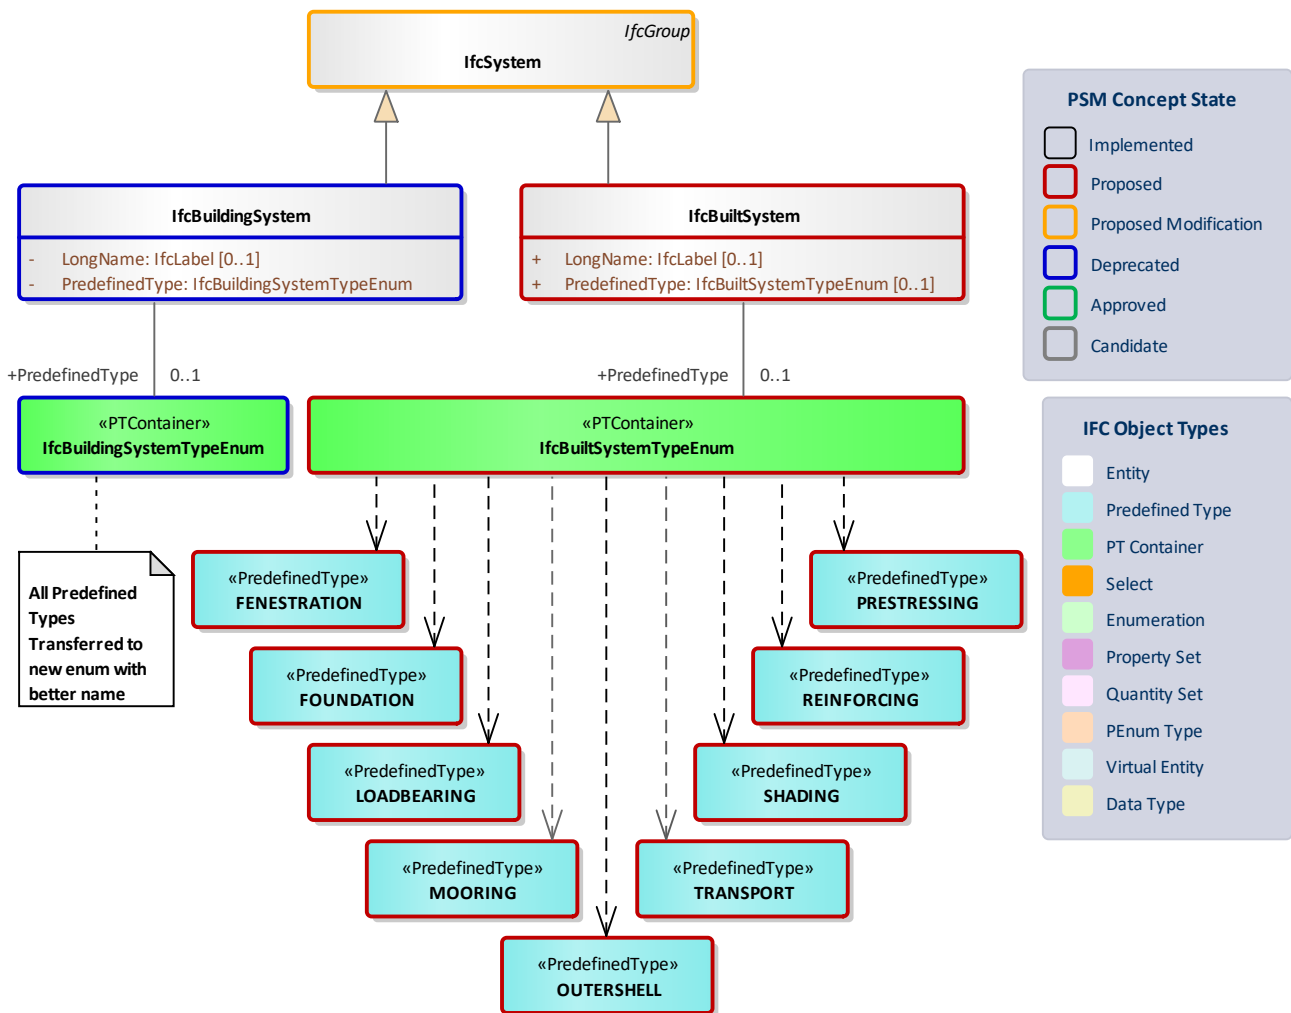 IfcGroup
IfcSystem
IfcBuildingSystem
- LongName: IfcLabel [0..1]
- PredefinedType: IfcBuildingSystemTypeEnum
IfcBuiltSystem
+ LongName: IfcLabel [0..1]
+ PredefinedType: IfcBuiltSystemTypeEnum [0..1]
+PredefinedType 0..1
+PredefinedType 0..1
«PTContainer»
IfcBuildingSystemTypeEnum
«PTContainer»
IfcBuiltSystemTypeEnum
All Predefined
Types
Transferred to
new enum with
better name
«PredefinedType»
FENESTRATION
«PredefinedType»
PRESTRESSING
«PredefinedType»
FOUNDATION
«PredefinedType»
REINFORCING
«PredefinedType»
LOADBEARING
«PredefinedType»
SHADING
«PredefinedType»
MOORING
«PredefinedType»
TRANSPORT
«PredefinedType»
OUTERSHELL
PSM Concept State
Implemented
Proposed
Proposed Modification
Deprecated
Approved
Candidate
IFC Object Types
Entity
Predefined Type
PT Container
Select
Enumeration
Property Set
Quantity Set
PEnum Type
Virtual Entity
Data Type